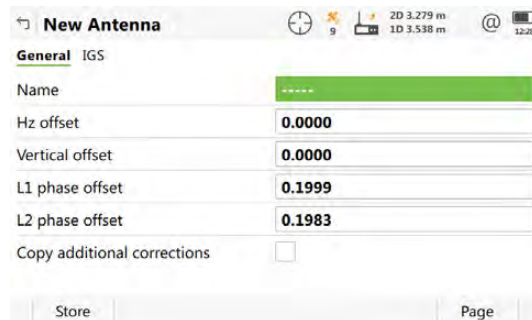 New Antenna
9
2D 3.279 m
1D 3.538 m
@
General IGS
Name -----
Hz offset 0.0000
Vertical offset 0.0000
L1 phase offset 0.1999
L2 phase offset 0.1983
Copy additional corrections
Store Page